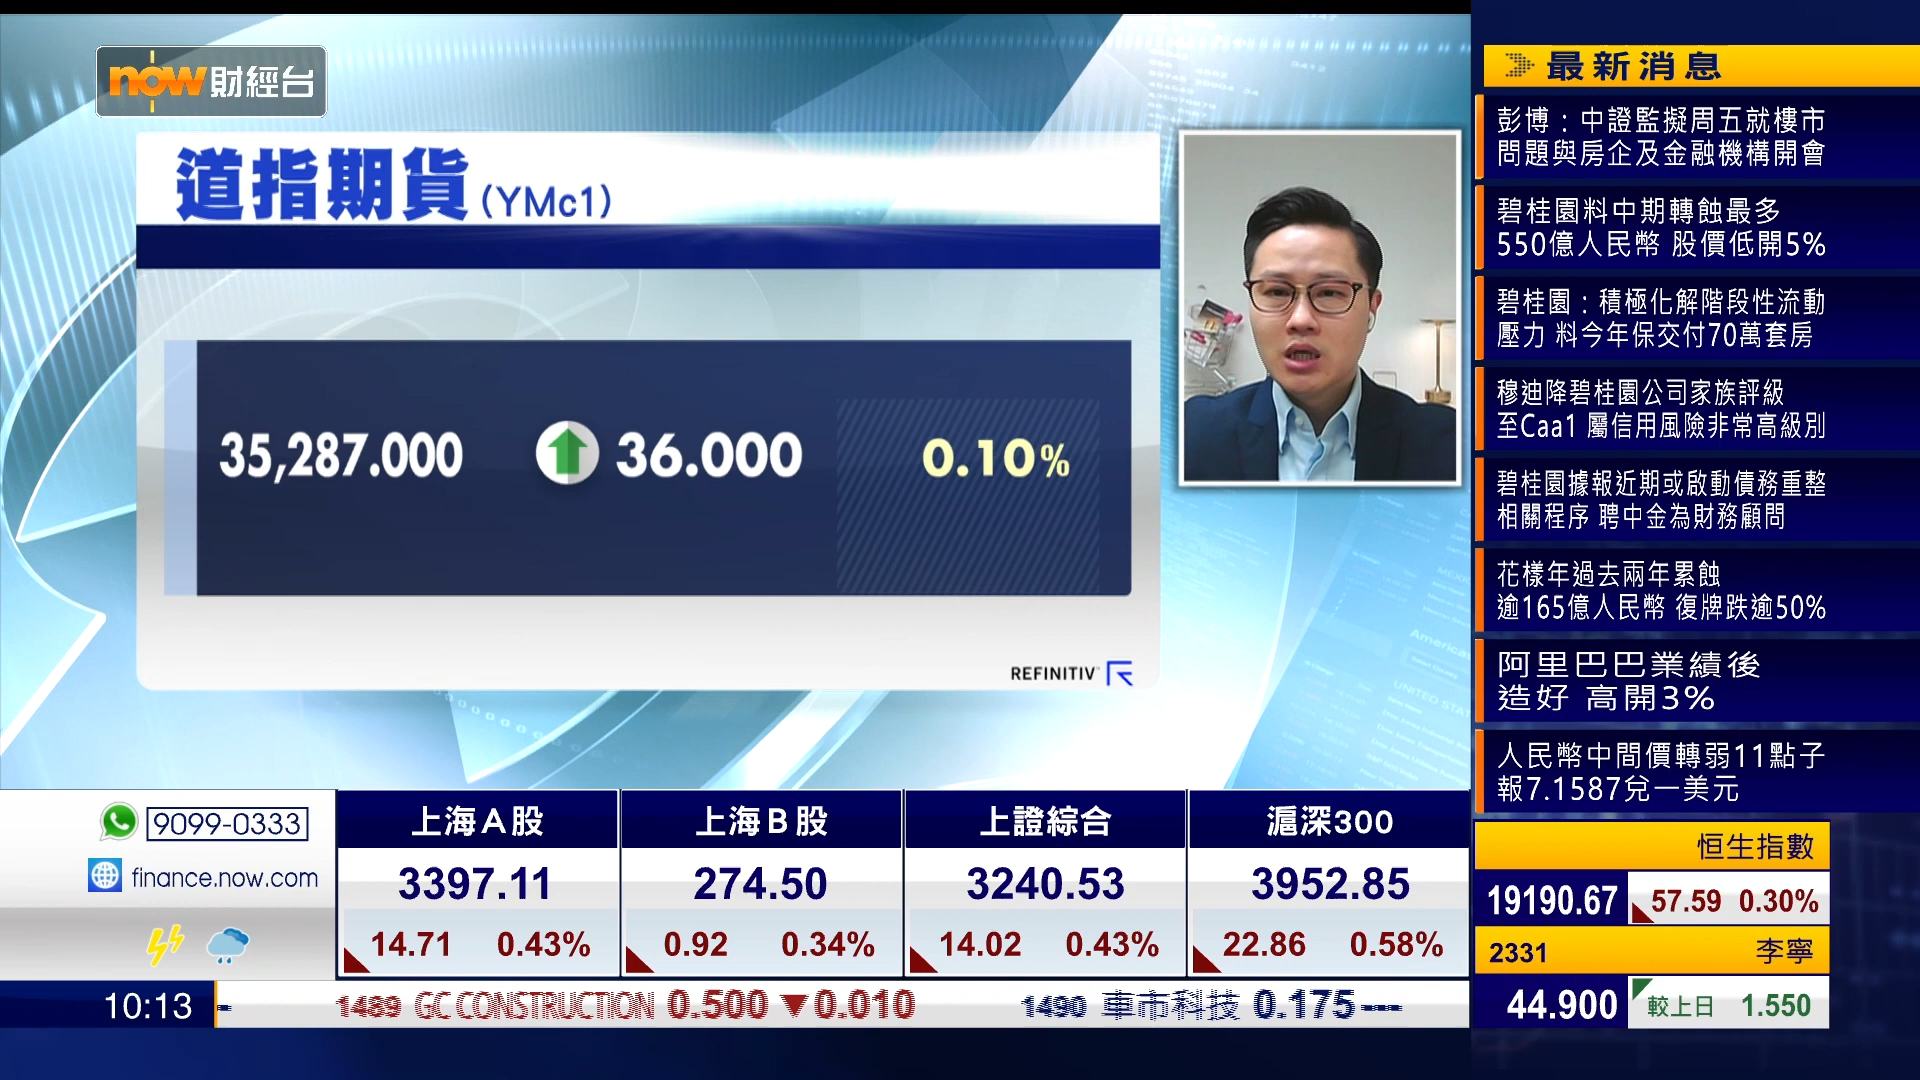 now財經台
道指期貨(YMc1)
35,287.000 36.000 0.10%
REFINITIV
最新消息
彭博：中證監擬周五就樓市
問題與房企及金融機構開會
碧桂園料中期轉蝕最多
550億人民幣 股價低開5%
碧桂園：積極化解階段性流動
壓力 料今年保交付70萬套房
穆迪降碧桂園公司家族評級
至Caa1 屬信用風險非常高級別
碧桂園據報近期或啟動債務重整
相關程序 聘中金為財務顧問
花樣年過去兩年累蝕
逾165億人民幣 復牌跌逾50%
阿里巴巴業績後
造好 高開3%
人民幣中間價轉弱11點子
報7.1587兌一美元
恒生指數
19190.67 57.59 0.30%
2331 李寧
44.900 較上日 1.550
9099-0333
finance.now.com
上海A股 上海B股 上證綜合 滬深300
3397.11 274.50 3240.53 3952.85
14.71 0.43% 0.92 0.34% 14.02 0.43% 22.86 0.58%
10:13 1489 GC CONSTRUCTION 0.500 ▼0.010 1490 車市科技 0.175 ---